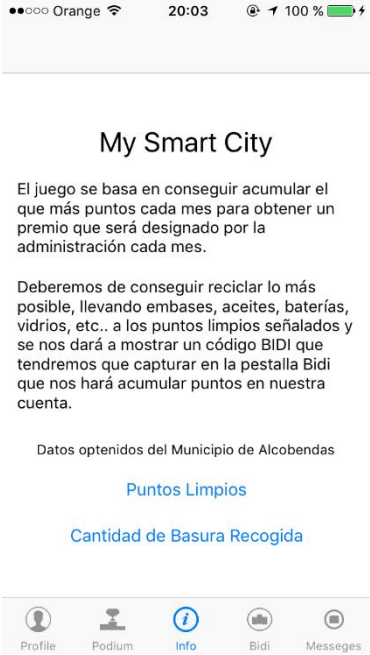 Orange 20:03 100 %
My Smart City
El juego se basa en conseguir acumular el
que más puntos cada mes para obtener un
premio que será designado por la
administración cada mes.
Deberemos de conseguir reciclar lo más
posible, llevando embases, aceites, baterías,
vidrios, etc.. a los puntos limpios señalados y
se nos dará a mostrar un código BIDI que
tendremos que capturar en la pestalla Bidi
que nos hará acumular puntos en nuestra
cuenta.
Datos optenidos del Municipio de Alcobendas
Puntos Limpios
Cantidad de Basura Recogida
Profile Podium Info Bidi Messeges